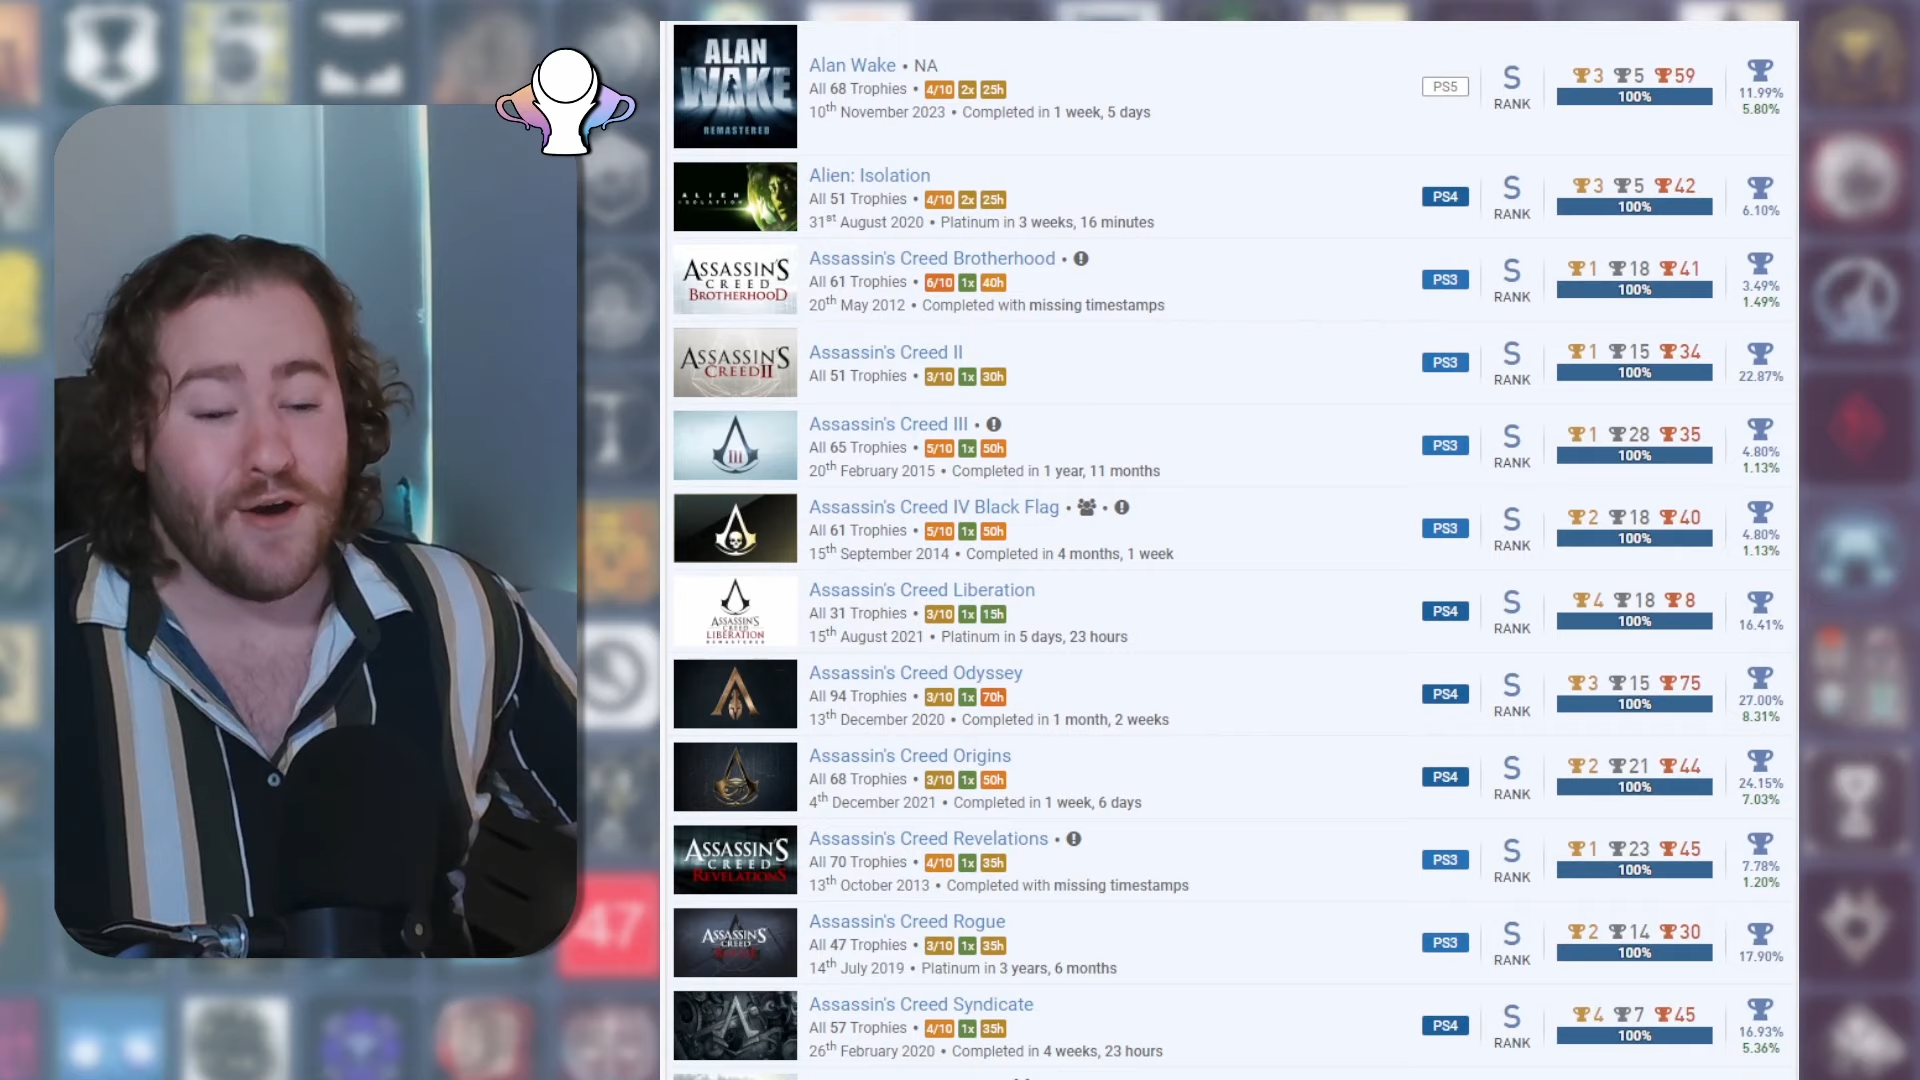 ALAN
WAKE
REMASTERED
Alan Wake • NA
All 68 Trophies • 4/10 2x 25h
10th November 2023 • Completed in 1 week, 5 days
PS5
S
RANK
3 5 59
100%
11.99%
5.80%
ALIEN
ISOLATION
Alien: Isolation
All 51 Trophies • 4/10 2x 25h
31st August 2020 • Platinum in 3 weeks, 16 minutes
PS4
S
RANK
3 5 42
100%
6.10%
ASSASSIN'S
CREED
BROTHERHOOD
Assassin's Creed Brotherhood •
All 61 Trophies • 6/10 1x 40h
20th May 2012 • Completed with missing timestamps
PS3
S
RANK
1 18 41
100%
3.49%
1.49%
ASSASSIN'S
CREED II
Assassin's Creed II
All 51 Trophies • 3/10 1x 30h
PS3
S
RANK
1 15 34
100%
22.87%
III
Assassin's Creed III •
All 65 Trophies • 5/10 1x 50h
20th February 2015 • Completed in 1 year, 11 months
PS3
S
RANK
1 28 35
100%
4.80%
1.13%
Assassin's Creed IV Black Flag • •
All 61 Trophies • 5/10 1x 50h
15th September 2014 • Completed in 4 months, 1 week
PS3
S
RANK
2 18 40
100%
4.80%
1.13%
ASSASSIN'S
CREED
LIBERATION
REMASTERED
Assassin's Creed Liberation
All 31 Trophies • 3/10 1x 15h
15th August 2021 • Platinum in 5 days, 23 hours
PS4
S
RANK
4 18 8
100%
16.41%
Assassin's Creed Odyssey
All 94 Trophies • 3/10 1x 70h
13th December 2020 • Completed in 1 month, 2 weeks
PS4
S
RANK
3 15 75
100%
27.00%
8.31%
Assassin's Creed Origins
All 68 Trophies • 3/10 1x 50h
4th December 2021 • Completed in 1 week, 6 days
PS4
S
RANK
2 21 44
100%
24.15%
7.03%
ASSASSIN'S
CREED
REVELATIONS
Assassin's Creed Revelations •
All 70 Trophies • 4/10 1x 35h
13th October 2013 • Completed with missing timestamps
PS3
S
RANK
1 23 45
100%
7.78%
1.20%
ASSASSIN'S
CREED
ROGUE
Assassin's Creed Rogue
All 47 Trophies • 3/10 1x 35h
14th July 2019 • Platinum in 3 years, 6 months
PS3
S
RANK
2 14 30
100%
17.90%
Assassin's Creed Syndicate
All 57 Trophies • 4/10 1x 35h
26th February 2020 • Completed in 4 weeks, 23 hours
PS4
S
RANK
4 7 45
100%
16.93%
5.36%
47